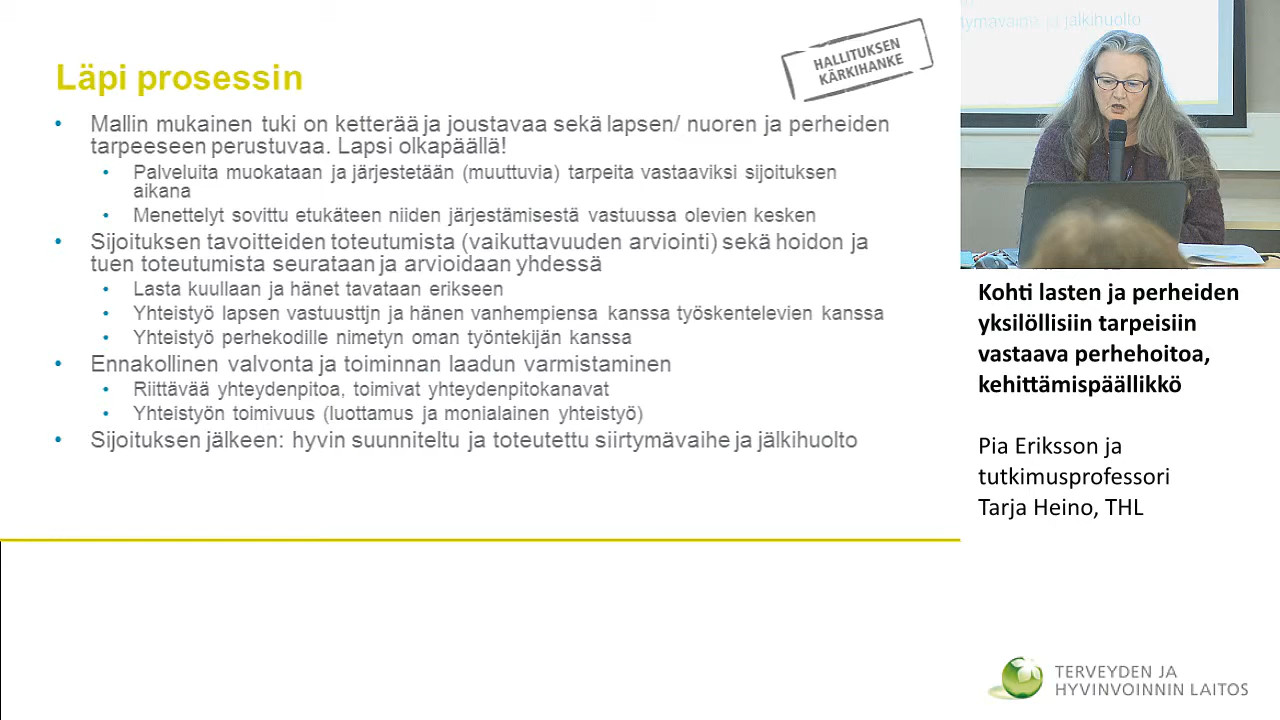 Läpi prosessin
HALLITUKSEN
KÄRKIHANKE
• Mallin mukainen tuki on ketterää ja joustavaa sekä lapsen/ nuoren ja perheiden
tarpeeseen perustuvaa. Lapsi olkapäällä!
• Palveluita muokataan ja järjestetään (muuttuvia) tarpeita vastaaviksi sijoituksen
aikana
• Menettelyt sovittu etukäteen niiden järjestämisestä vastuussa olevien kesken
• Sijoituksen tavoitteiden toteutumista (vaikuttavuuden arviointi) sekä hoidon ja
tuen toteutumista seurataan ja arvioidaan yhdessä
• Lasta kuullaan ja hänet tavataan erikseen
• Yhteistyö lapsen vastuusttjn ja hänen vanhempiensa kanssa työskentelevien kanssa
• Yhteistyö perhekodille nimetyn oman työntekijän kanssa
• Ennakollinen valvonta ja toiminnan laadun varmistaminen
• Riittävää yhteydenpitoa, toimivat yhteydenpitokanavat
• Yhteistyön toimivuus (luottamus ja monialainen yhteistyö)
• Sijoituksen jälkeen: hyvin suunniteltu ja toteutettu siirtymävaihe ja jälkihuolto
ja jälkihuolto
Kohti lasten ja perheiden
yksilöllisiin tarpeisiin
vastaava perhehoitoa,
kehittämispäällikkö
Pia Eriksson ja
tutkimusprofessori
Tarja Heino, THL
TERVEYDEN JA
HYVINVOINNIN LAITOS